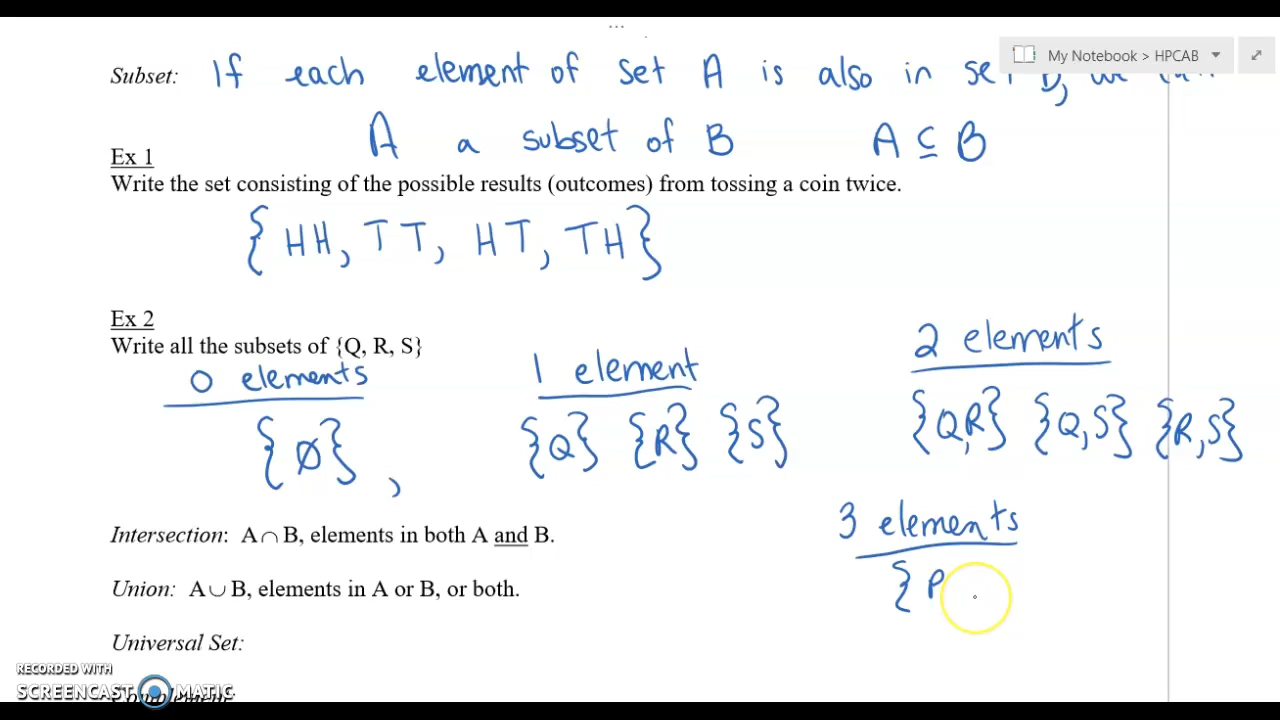 My Notebook > HPCAB
Subset: If each element of set A is also in set B, we
A a subset of B A ⊆ B
Ex 1
Write the set consisting of the possible results (outcomes) from tossing a coin twice.
{ HH, TT, HT, TH }
Ex 2
Write all the subsets of {Q, R, S}
0 elements 1 element 2 elements
{ Ø } , {Q} {R} {S} {Q,R} {Q,S} {R,S}
3 elements
{ P
Intersection: A∩B, elements in both A and B.
Union: A∪B, elements in A or B, or both.
Universal Set:
RECORDED WITH
SCREENCAST MATIC
Complement